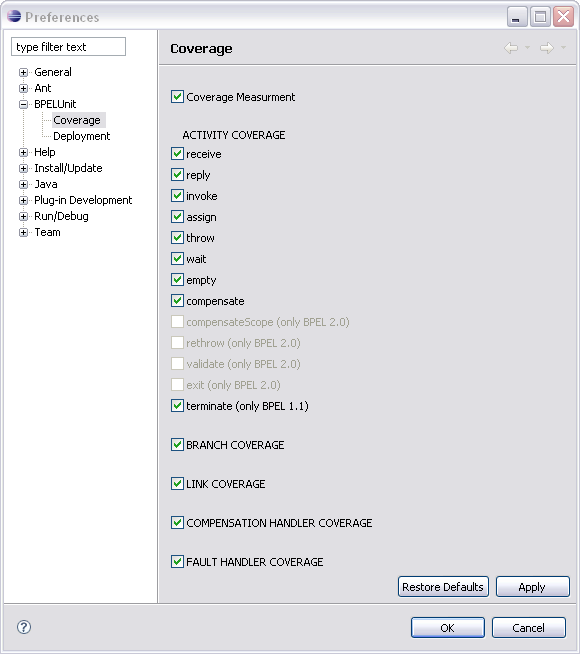 Preferences
type filter text
General
Ant
BPELUnit
Coverage
Deployment
Help
Install/Update
Java
Plug-in Development
Run/Debug
Team
Coverage
Coverage Measurment
ACTIVITY COVERAGE
receive
reply
invoke
assign
throw
wait
empty
compensate
compensateScope (only BPEL 2.0)
rethrow (only BPEL 2.0)
validate (only BPEL 2.0)
exit (only BPEL 2.0)
terminate (only BPEL 1.1)
BRANCH COVERAGE
LINK COVERAGE
COMPENSATION HANDLER COVERAGE
FAULT HANDLER COVERAGE
Restore Defaults Apply
? OK Cancel